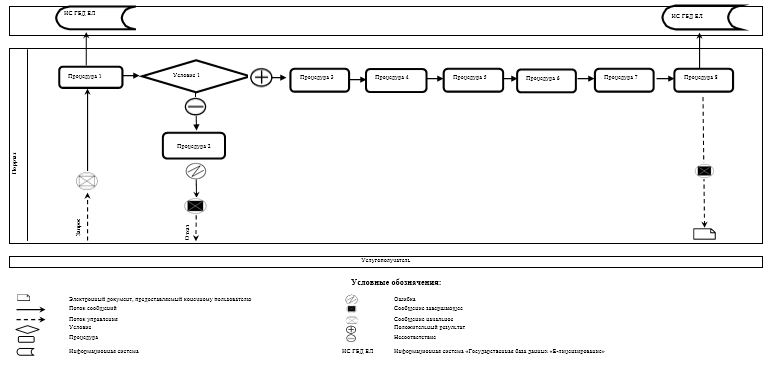 ИС ГБД ЕЛ
ИС ГБД ЕЛ
Процедура 1
Условие 1
Процедура 3
Процедура 4
Процедура 5
Процедура 6
Процедура 7
Процедура 8
Процедура 2
Портал
Запрос
Отказ
Услугополучатель
Условные обозначения:
Электронный документ, предоставляемый конечному пользователю
Поток сообщений
Поток управления
Условие
Процедура
Информационная система
Ошибка
Сообщение завершающее
Сообщение начальное
Положительный результат
Несоответствие
ИС ГБД ЕЛ
Информационная система «Государственная база данных «Е-лицензирование»